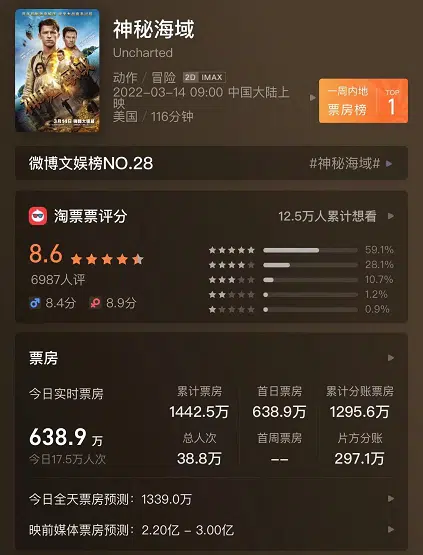 神秘海域
Uncharted
动作 / 冒险 2D IMAX
2022-03-14 09:00 中国大陆上
映
美国 / 116分钟
一周内地
票房榜
TOP
1
微博文娱榜NO.28
#神秘海域#
淘票票评分
12.5万人累计想看
8.6
6987人评
8.4分
8.9分
59.1%
28.1%
10.7%
1.2%
0.9%
票房
今日实时票房
638.9 万
今日17.5万人次
累计票房
1442.5万
首日票房
638.9万
累计分账票房
1295.6万
总人次
38.8万
首周票房
--
片方分账
297.1万
今日全天票房预测：1339.0万
映前媒体票房预测：2.20亿 - 3.00亿